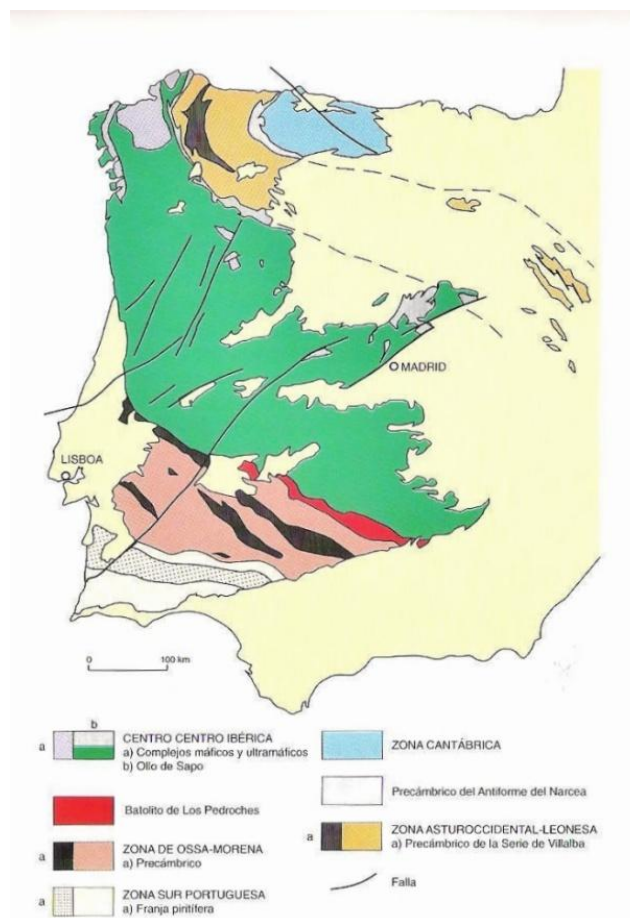 MADRID
LISBOA
0 100 km
b
a
CENTRO CENTRO IBÉRICA
a) Complejos máficos y ultramáficos
b) Ollo de Sapo
Batolito de Los Pedroches
a
ZONA DE OSSA-MORENA
a) Precámbrico
a
ZONA SUR PORTUGUESA
a) Franja piritífera
ZONA CANTÁBRICA
Precámbrico del Antiforme del Narcea
a
ZONA ASTUROCCIDENTAL-LEONESA
a) Precámbrico de la Serie de Villalba
Falla